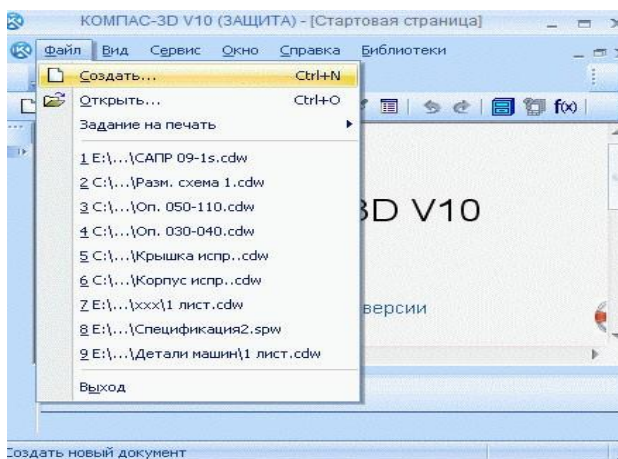 КОМПАС-3D V10 (ЗАЩИТА) - [Стартовая страница]
Файл Вид Сервис Окно Справка Библиотеки
Создать... Ctrl+N
Открыть... Ctrl+O
Задание на печать
f(x)
1 E:\...\САПР 09-1s.cdw
2 C:\...\Разм. схема 1.cdw
3 C:\...\Оп. 050-110.cdw
3D V10
4 C:\...\Оп. 030-040.cdw
5 C:\...\Крышка испр..cdw
6 C:\...\Корпус испр..cdw
7 E:\...\xxx\1 лист.cdw
версии
8 E:\...\Спецификация2.spw
9 E:\...\Детали машин\1 лист.cdw
Выход
Создать новый документ